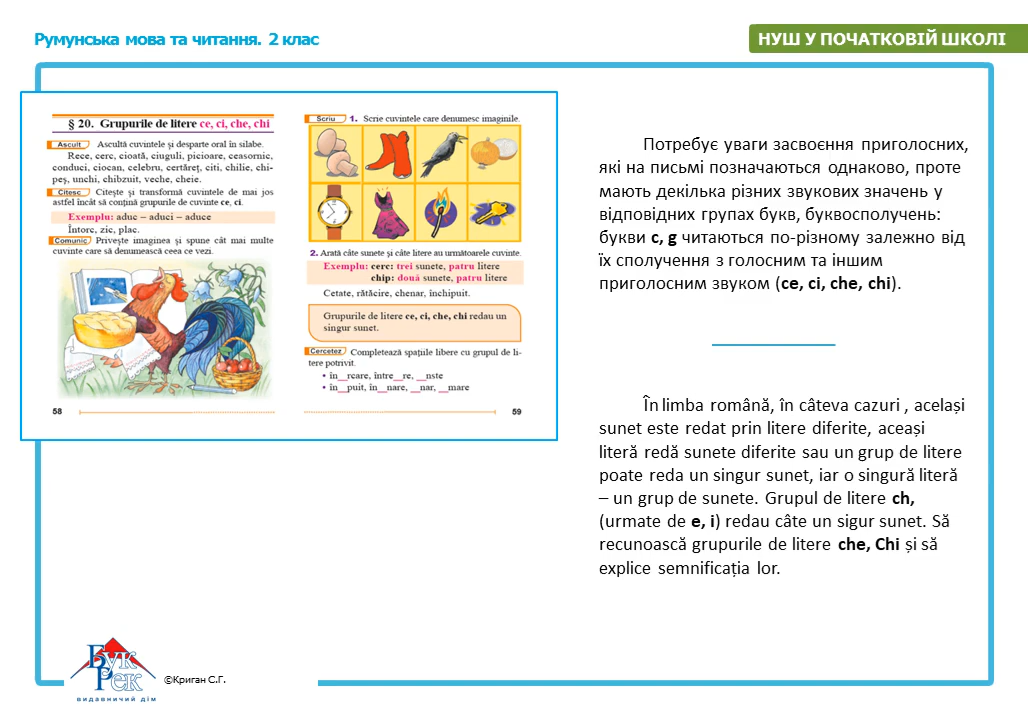 Румунська мова та читання. 2 клас
НУШ У ПОЧАТКОВІЙ ШКОЛІ
§ 20. Grupurile de litere ce, ci, che, chi
Ascult Ascultă cuvintele și desparte oral în silabe.
Rece, cerc, cioată, ciuguli, picioare, ceasornic,
conduci, ciocan, celebru, certăreț, citi, chilie, chi-
peș, unchi, chibzuit, veche, cheie.
Citesc Citește și transformă cuvintele de mai jos
astfel încât să conțină grupurile de cuvinte ce, ci.
Exemplu: aduc – aduci – aduce
Întorc, zic, plac.
Comunic Privește imaginea și spune cât mai multe
cuvinte care să denumească ceea ce vezi.
58
Scriu 1. Scrie cuvintele care denumesc imaginile.
2. Arată câte sunete și câte litere au următoarele cuvinte.
Exemplu: cerc: trei sunete, patru litere
chip: două sunete, patru litere
Cetate, rătăcire, chenar, închipuit.
Grupurile de litere ce, ci, che, chi redau un
singur sunet.
Cercetez Completează spațiile libere cu grupul de li-
tere potrivit.
• în__rcare, între__re, __nste
• în__puit, în__nare, __nar, __mare
59
Потребує уваги засвоєння приголосних,
які на письмі позначаються однаково, проте
мають декілька різних звукових значень у
відповідних групах букв, буквосполучень:
букви c, g читаються по-різному залежно від
їх сполучення з голосним та іншим
приголосним звуком (ce, ci, che, chi).
În limba română, în câteva cazuri , același
sunet este redat prin litere diferite, aceași
literă redă sunete diferite sau un grup de litere
poate reda un singur sunet, iar o singură literă
– un grup de sunete. Grupul de litere ch,
(urmate de e, i) redau câte un sigur sunet. Să
recunoască grupurile de litere che, Chi și să
explice semnificația lor.
Бук
Рек
видавничий дім
©Криган С.Г.